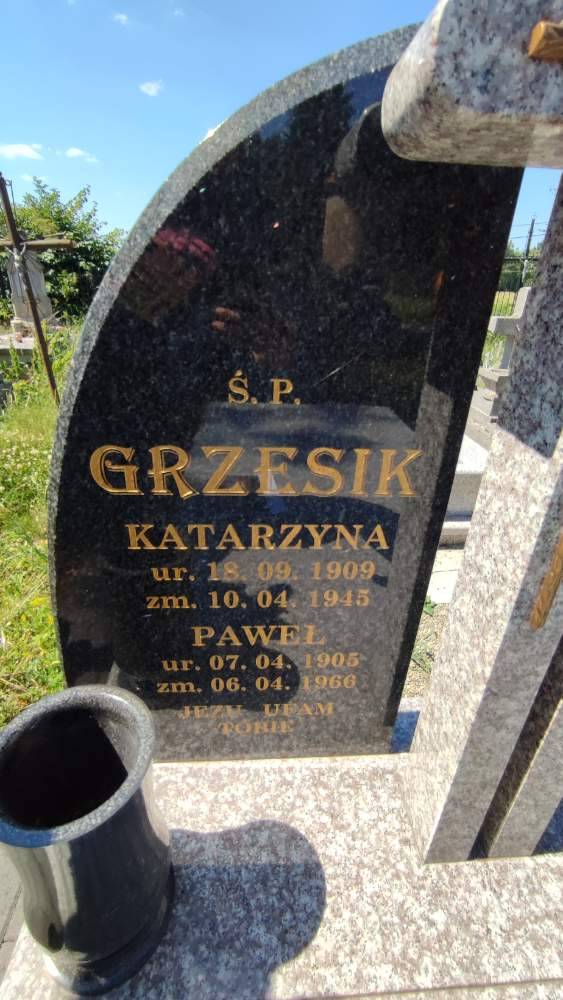 Ś. P.
GRZESIK
KATARZYNA
ur. 18. 09. 1909
zm. 10. 04. 1945
PAWEŁ
ur. 07. 04. 1905
zm. 06. 04. 1966
JEZU UFAM
TOBIE